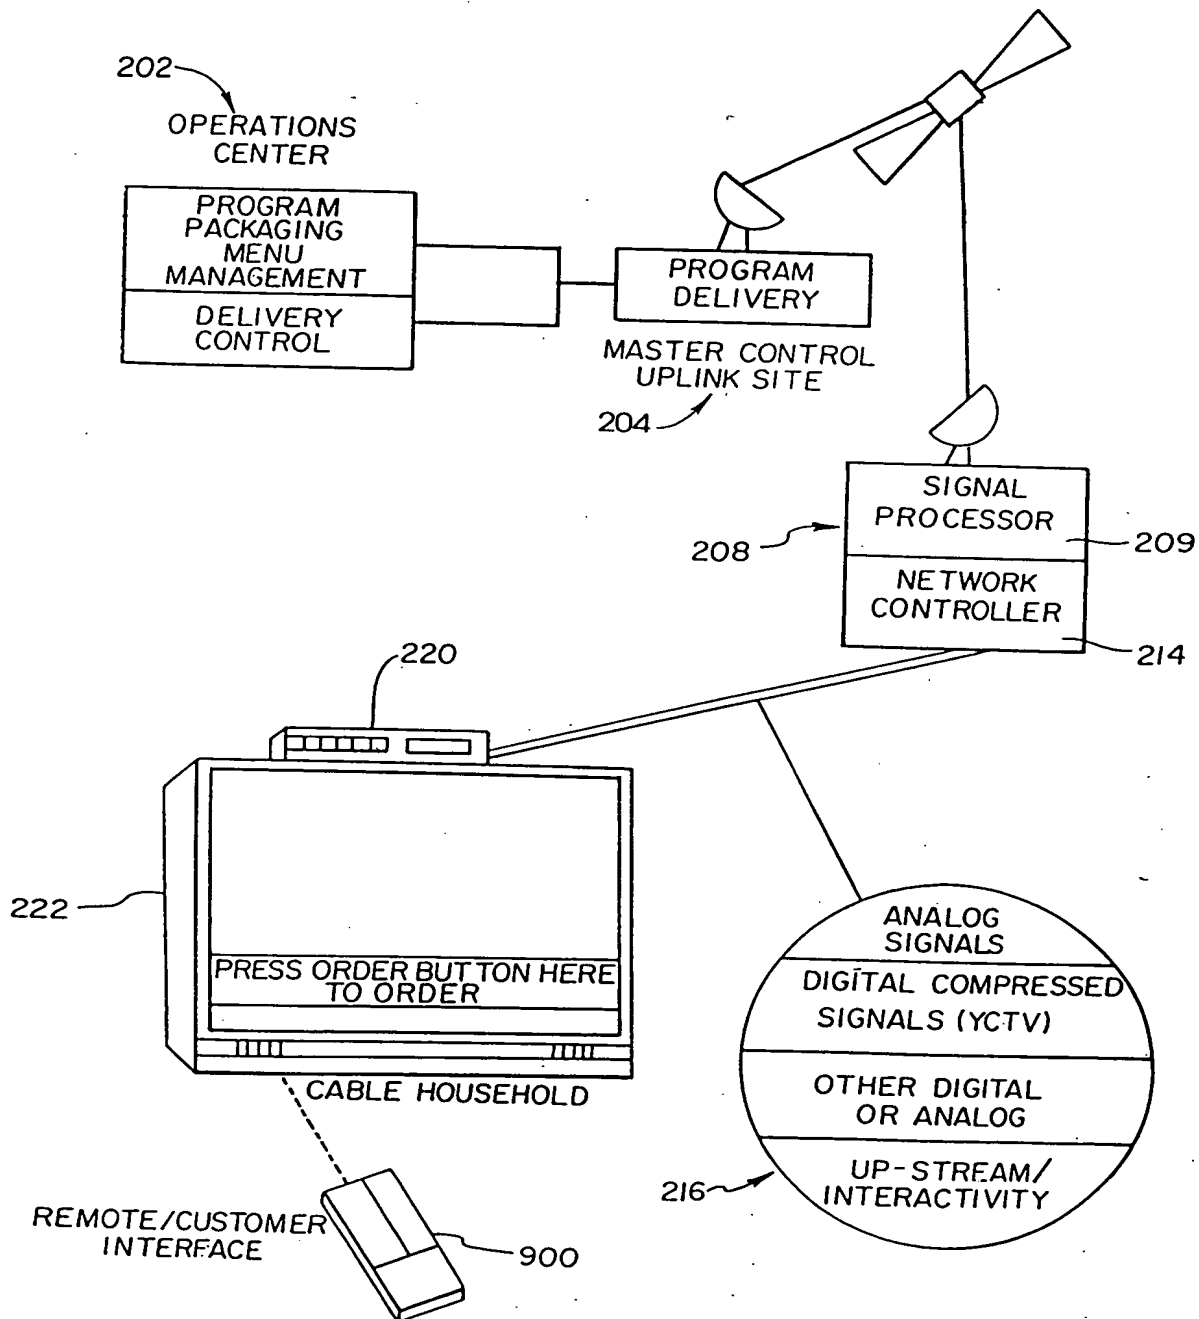 202
OPERATIONS
CENTER
PROGRAM
PACKAGING
MENU
MANAGEMENT
DELIVERY
CONTROL
PROGRAM
DELIVERY
MASTER CONTROL
UPLINK SITE
204
SIGNAL
PROCESSOR
208
209
NETWORK
CONTROLLER
214
220
222
PRESS ORDER BUTTON HERE
TO ORDER
CABLE HOUSEHOLD
ANALOG
SIGNALS
DIGITAL COMPRESSED
SIGNALS (YCTV)
OTHER DIGITAL
OR ANALOG
UP-STREAM/
INTERACTIVITY
216
REMOTE/CUSTOMER
INTERFACE
900